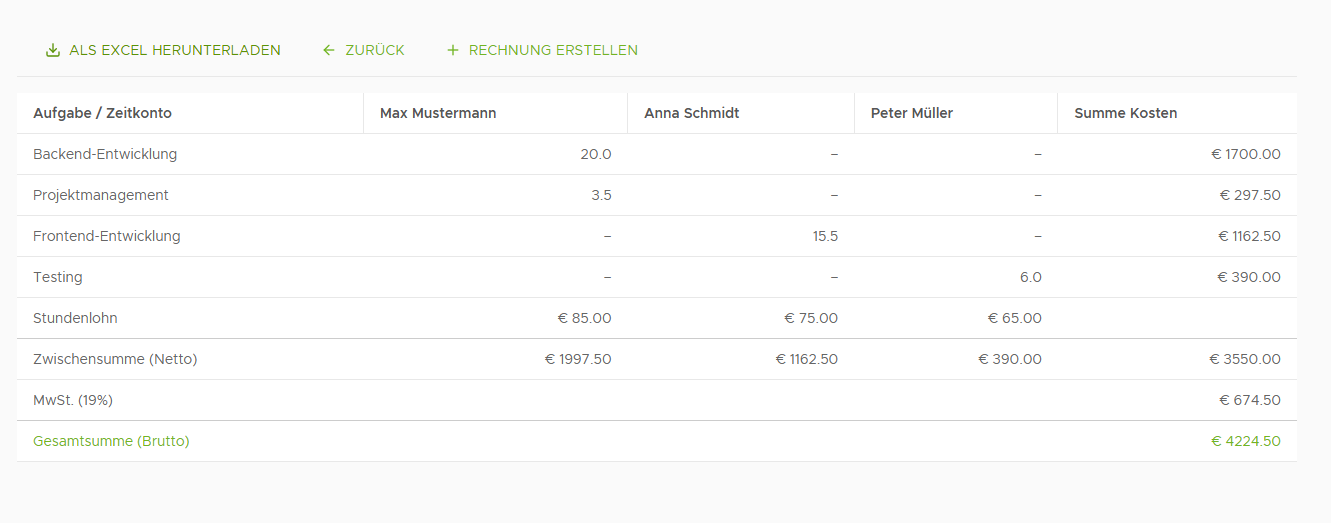 ALS EXCEL HERUNTERLADEN ZURÜCK RECHNUNG ERSTELLEN
Aufgabe / Zeitkonto Max Mustermann Anna Schmidt Peter Müller Summe Kosten
Backend-Entwicklung 20.0 – – € 1700.00
Projektmanagement 3.5 – – € 297.50
Frontend-Entwicklung – 15.5 – € 1162.50
Testing – – 6.0 € 390.00
Stundenlohn € 85.00 € 75.00 € 65.00
Zwischensumme (Netto) € 1997.50 € 1162.50 € 390.00 € 3550.00
MwSt. (19%) € 674.50
Gesamtsumme (Brutto) € 4224.50